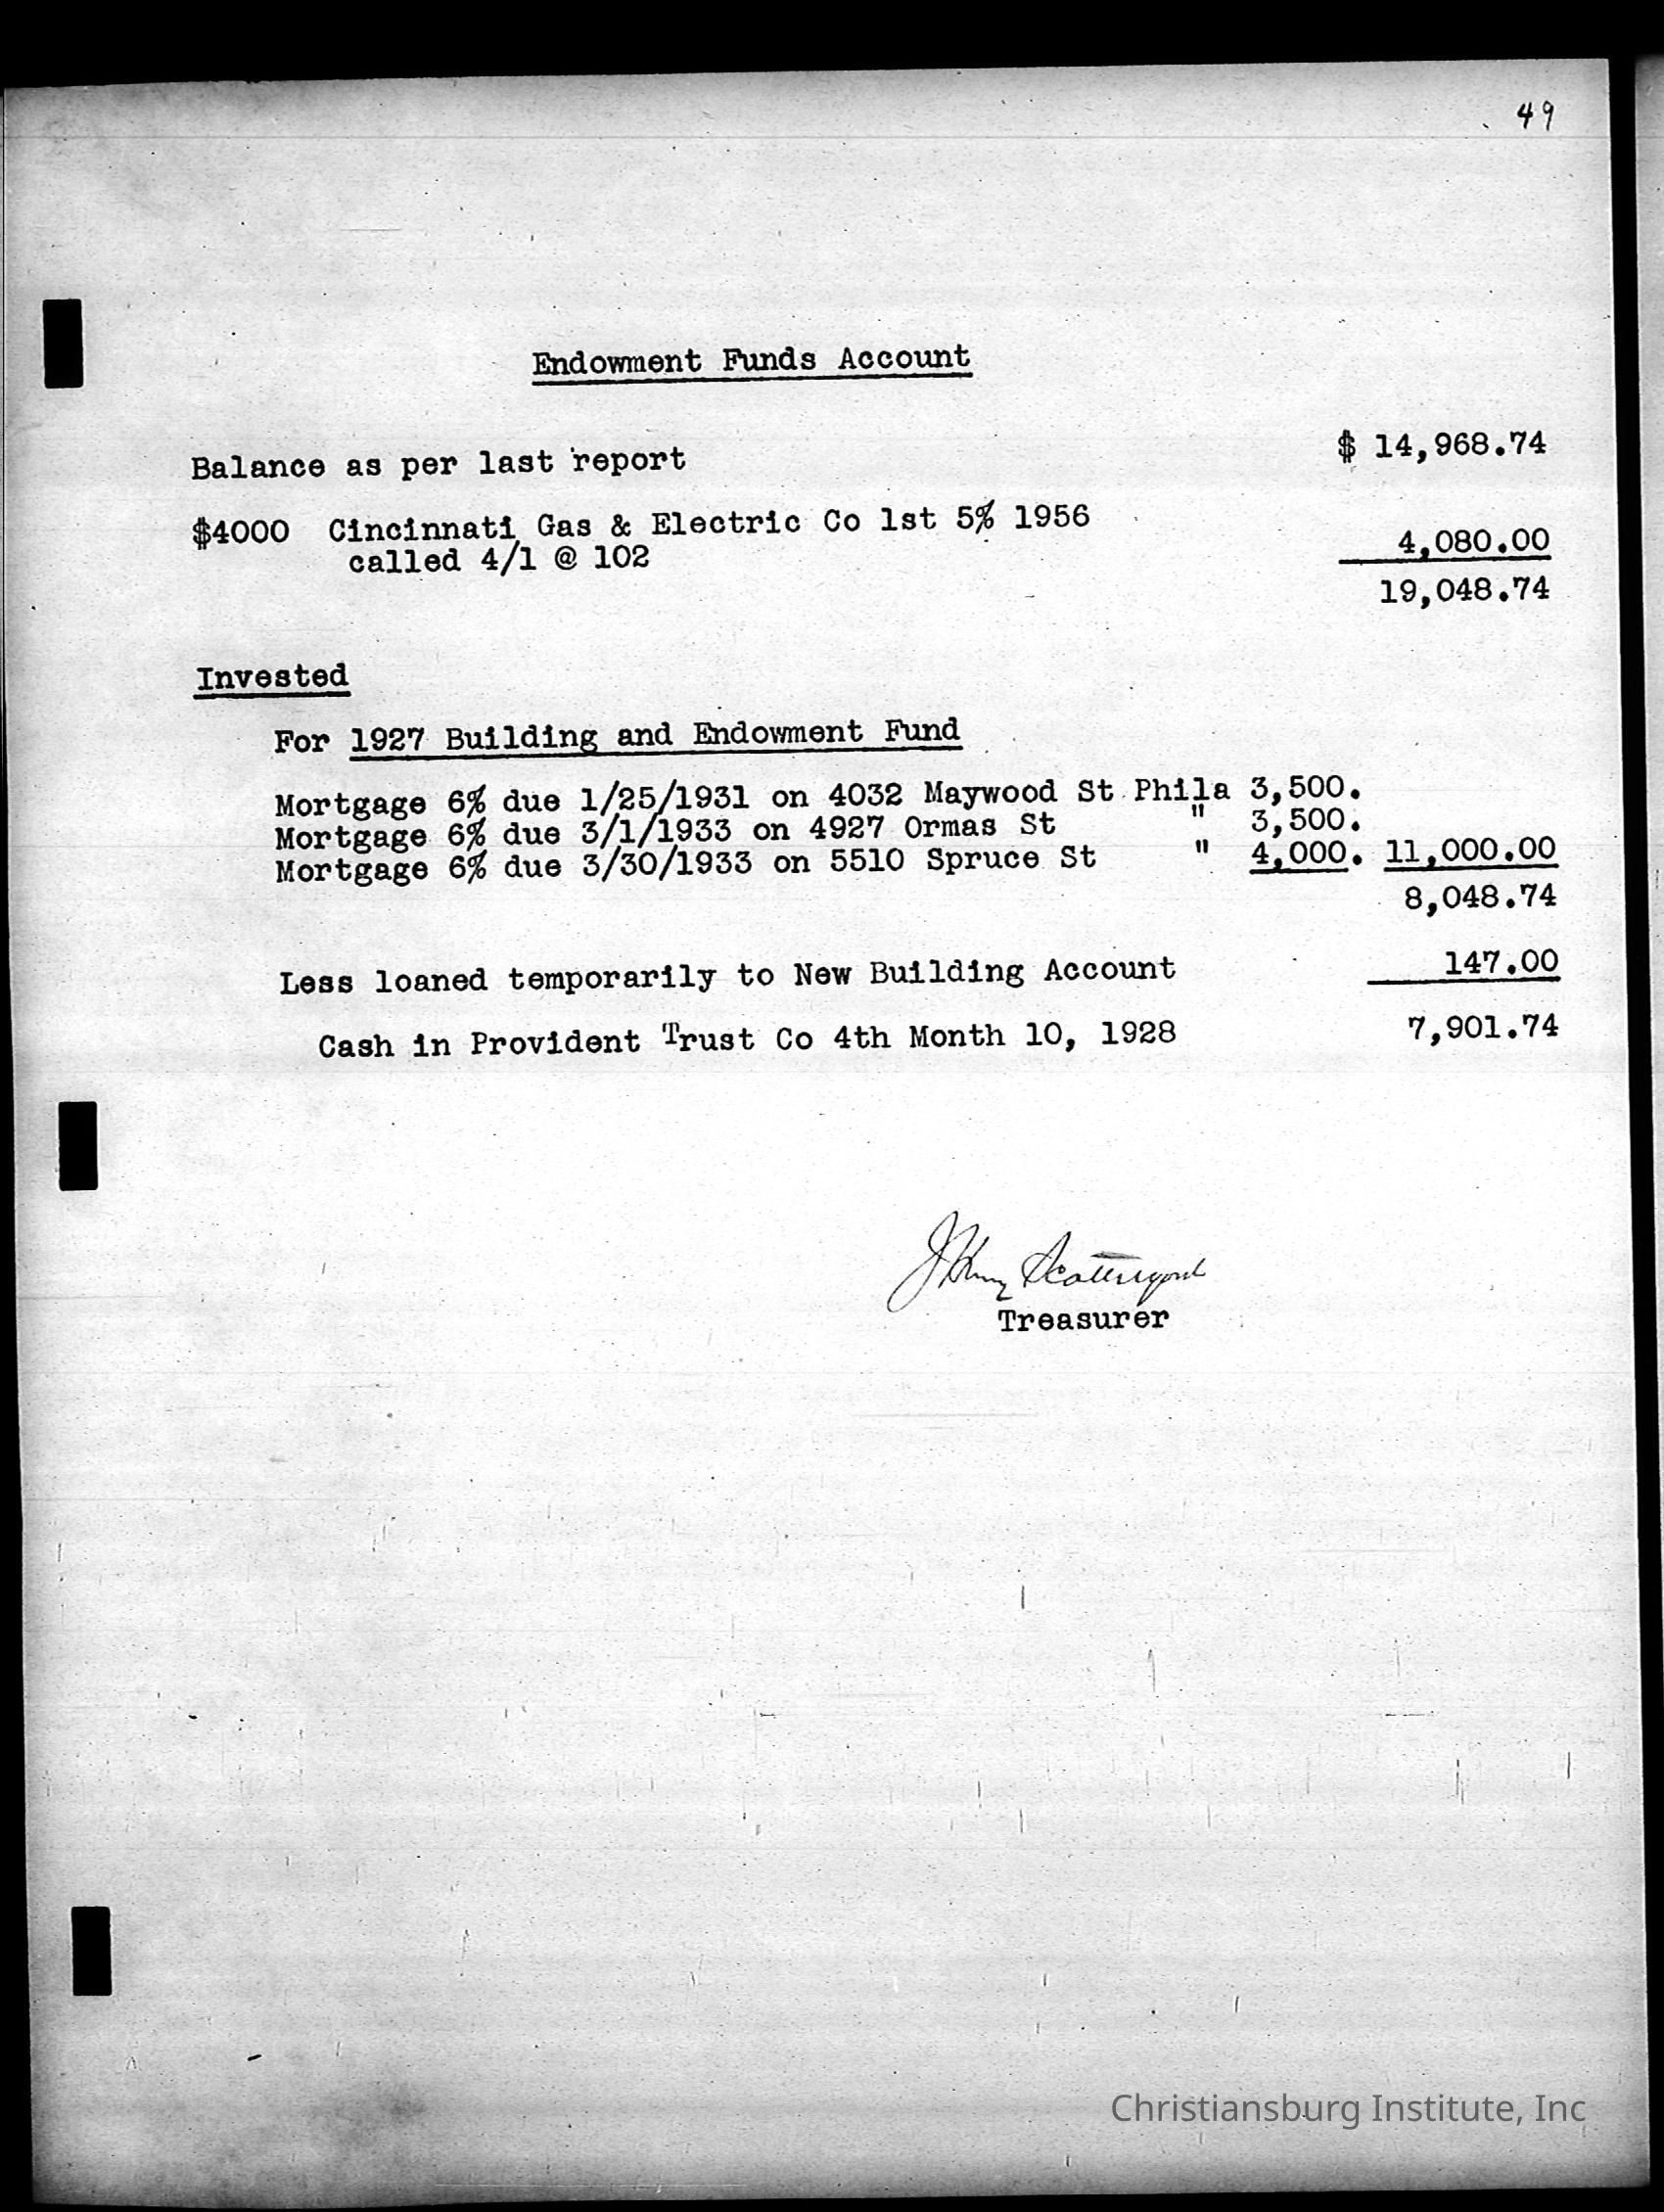 49
Endowment Funds Account
Balance as per last report $ 14,968.74
$4000 Cincinnati Gas & Electric Co 1st 5% 1956
called 4/1 @ 102 4,080.00
19,048.74
Invested
For 1927 Building and Endowment Fund
Mortgage 6% due 1/25/1931 on 4032 Maywood St Phila 3,500.
Mortgage 6% due 3/1/1933 on 4927 Ormas St " 3,500.
Mortgage 6% due 3/30/1933 on 5510 Spruce St " 4,000. 11,000.00
8,048.74
Less loaned temporarily to New Building Account 147.00
Cash in Provident Trust Co 4th Month 10, 1928 7,901.74
Treasurer
Christiansburg Institute, Inc